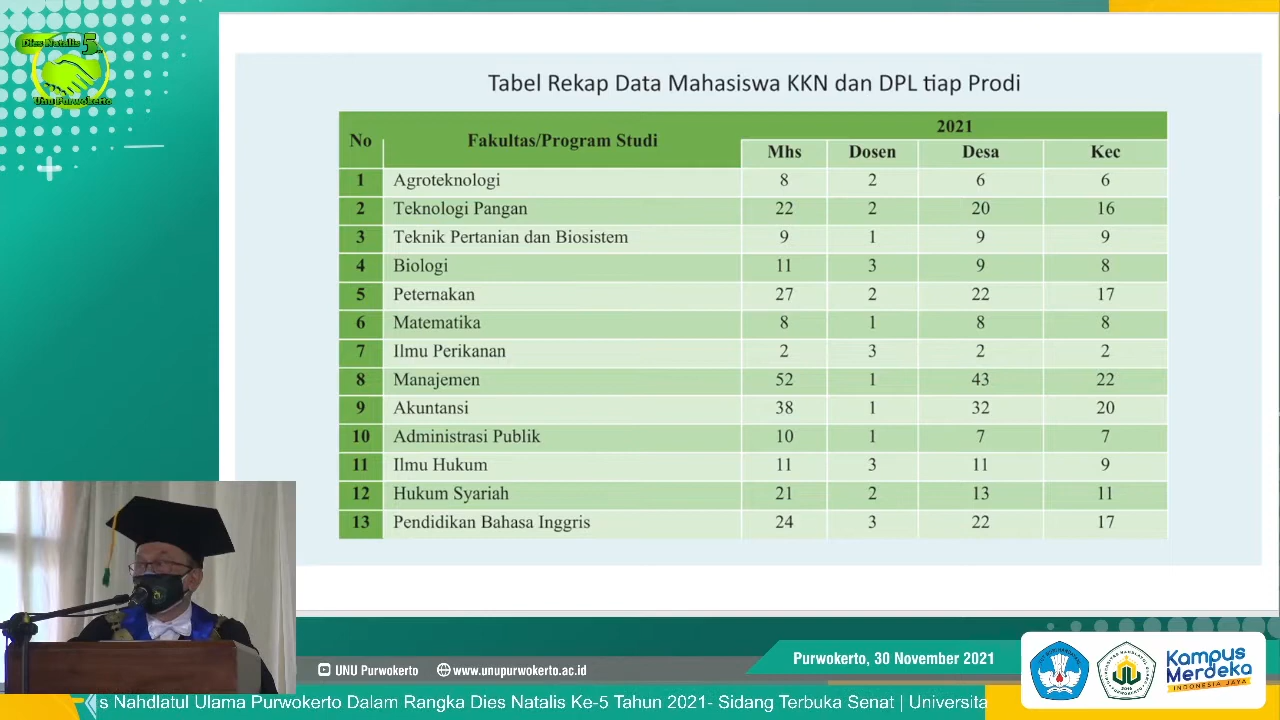 Dies Natalis 5
Unu Purwokerto
Tabel Rekap Data Mahasiswa KKN dan DPL tiap Prodi
No Fakultas/Program Studi 2021
Mhs Dosen Desa Kec
1 Agroteknologi 8 2 6 6
2 Teknologi Pangan 22 2 20 16
3 Teknik Pertanian dan Biosistem 9 1 9 9
4 Biologi 11 3 9 8
5 Peternakan 27 2 22 17
6 Matematika 8 1 8 8
7 Ilmu Perikanan 2 3 2 2
8 Manajemen 52 1 43 22
9 Akuntansi 38 1 32 20
10 Administrasi Publik 10 1 7 7
11 Ilmu Hukum 11 3 11 9
12 Hukum Syariah 21 2 13 11
13 Pendidikan Bahasa Inggris 24 3 22 17
UNU Purwokerto www.unupurwokerto.ac.id
Purwokerto, 30 November 2021
Kampus
Merdeka
INDONESIA JAYA
s Nahdlatul Ulama Purwokerto Dalam Rangka Dies Natalis Ke-5 Tahun 2021- Sidang Terbuka Senat | Universita